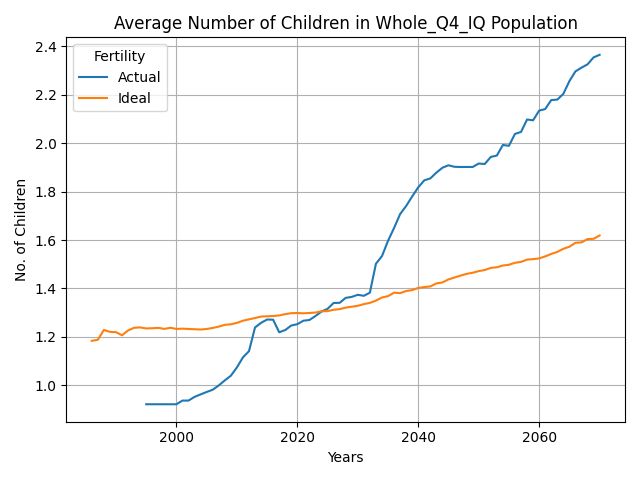 Average Number of Children in Whole_Q4_IQ Population
Fertility
Actual
Ideal
No. of Children
2.4
2.2
2.0
1.8
1.6
1.4
1.2
1.0
2000 2020 2040 2060
Years